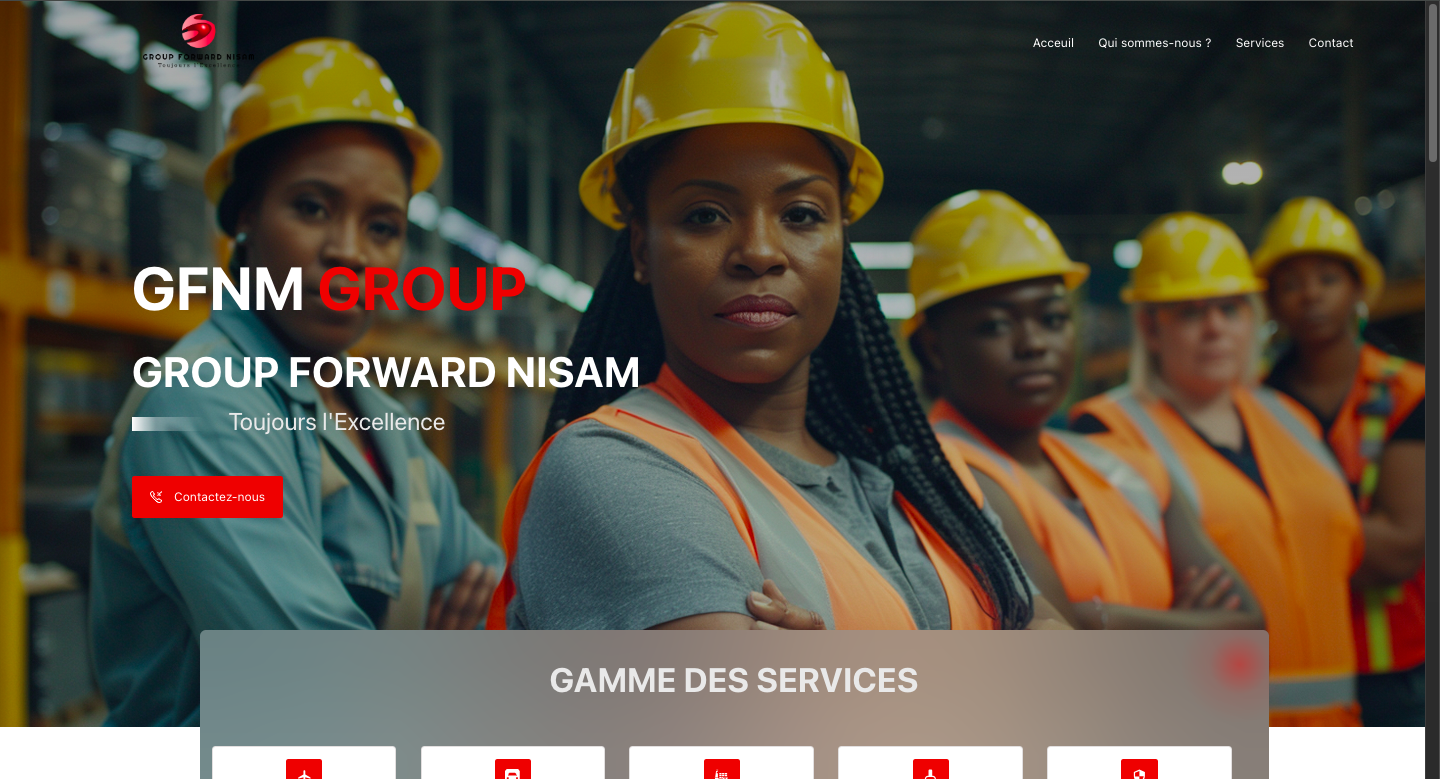 GROUP FORWARD NISAM
Toujours l'Excellence
Acceuil
Qui sommes-nous ?
Services
Contact
GFNM GROUP
GROUP FORWARD NISAM
Toujours l'Excellence
Contactez-nous
GAMME DES SERVICES